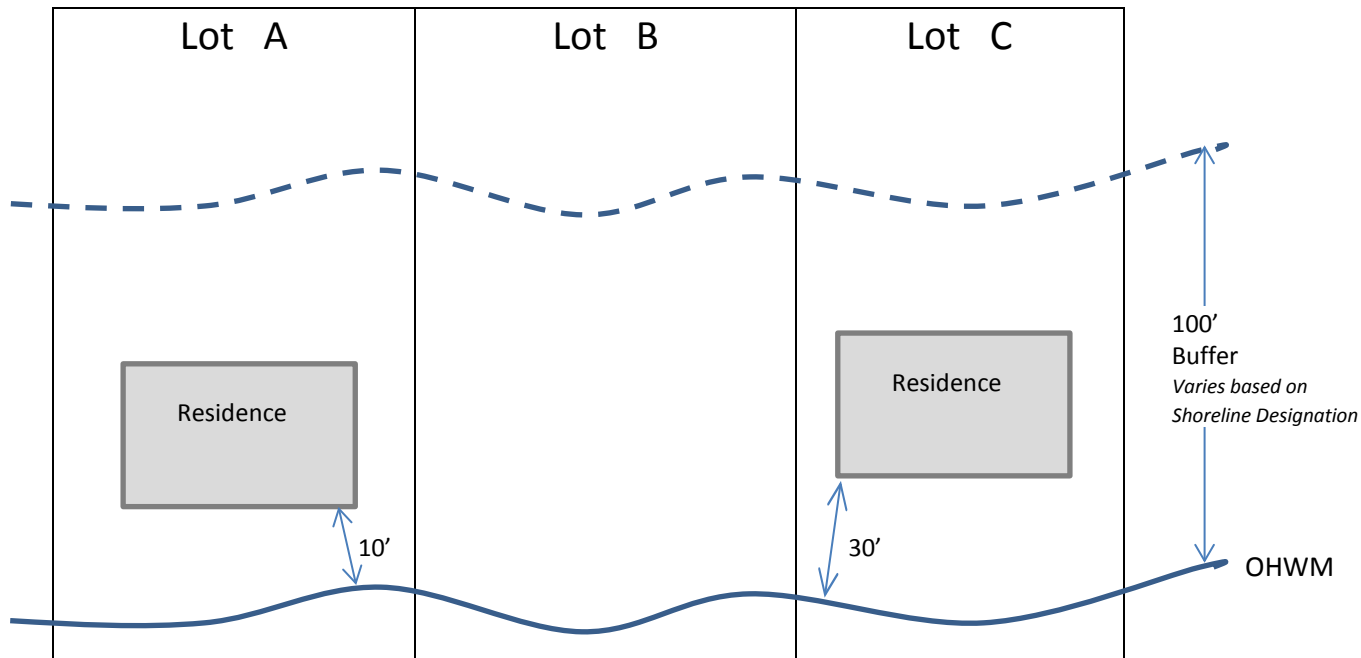 Lot A
Lot B
Lot C
100’
Buffer
Varies based on
Shoreline Designation
Residence
Residence
10’
30’
OHWM